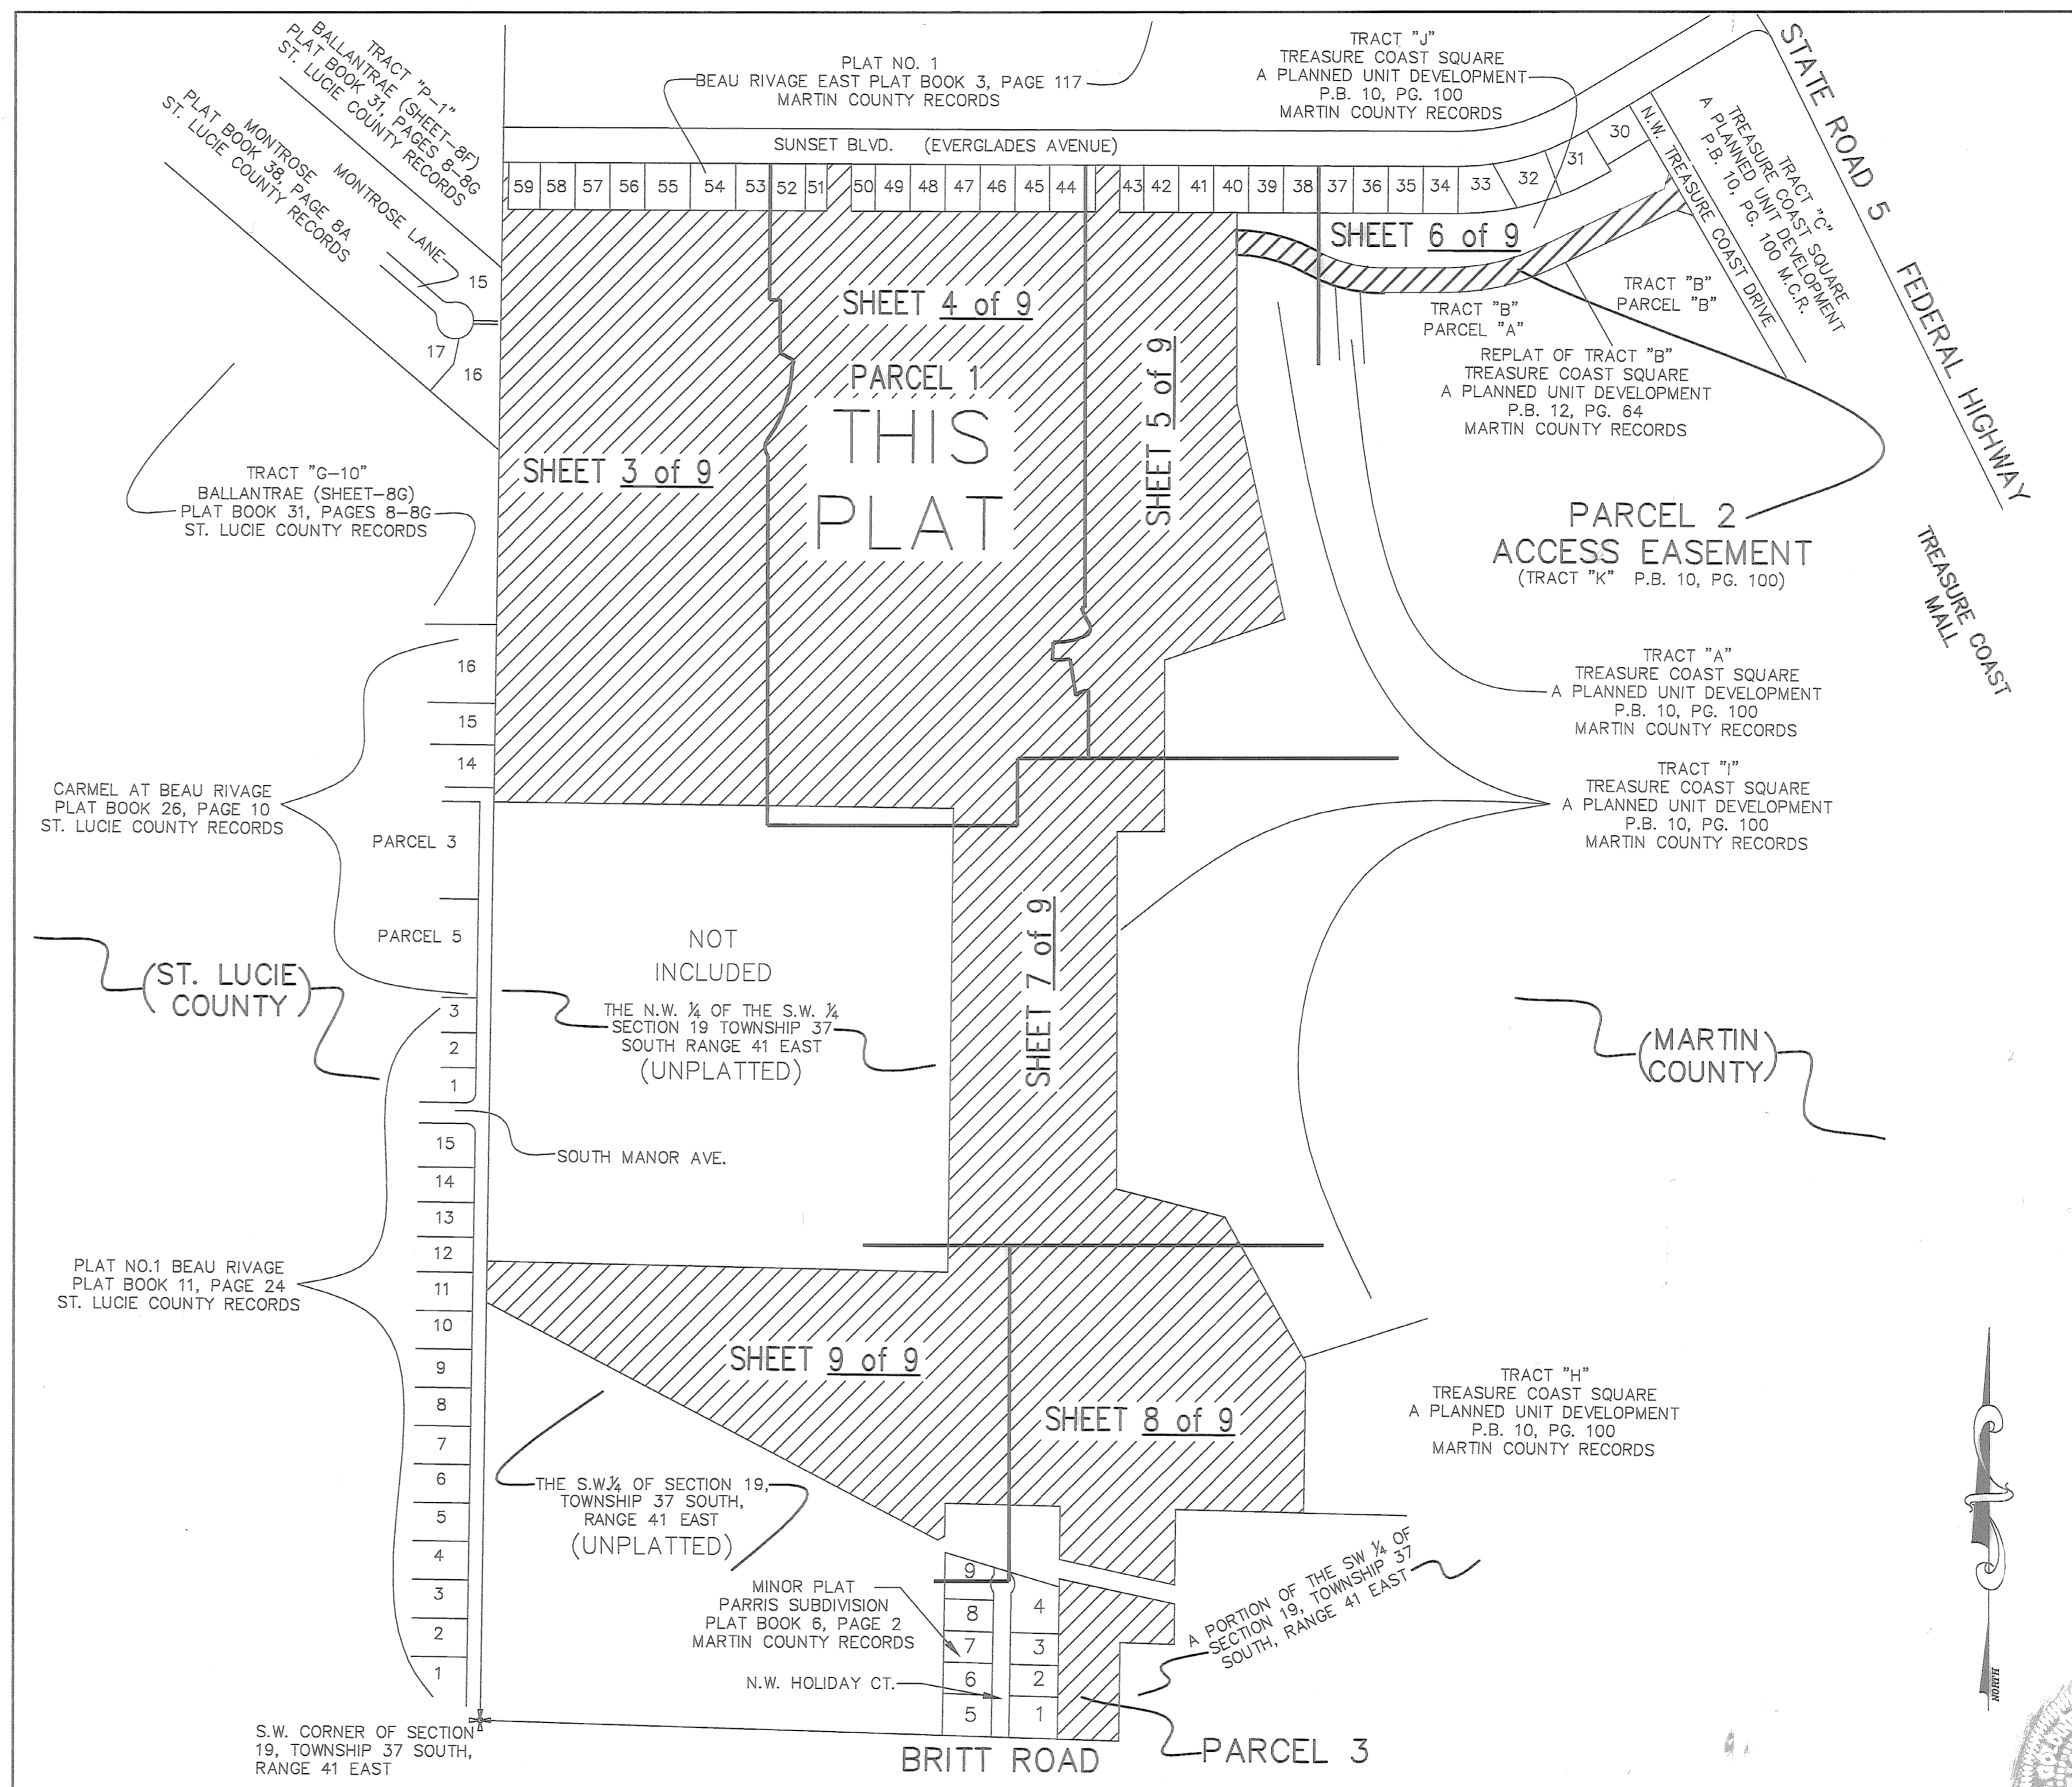 TRACT "P-1"
BALLANTRAE (SHEET-8F)
PLAT BOOK 31, PAGES 8-8G
ST. LUCIE COUNTY RECORDS
MONTROSE
PLAT BOOK 38, PAGE 8A
ST. LUCIE COUNTY RECORDS
MONTROSE LANE
15
17
16
PLAT NO. 1
BEAU RIVAGE EAST PLAT BOOK 3, PAGE 117
MARTIN COUNTY RECORDS
TRACT "J"
TREASURE COAST SQUARE
A PLANNED UNIT DEVELOPMENT
P.B. 10, PG. 100
MARTIN COUNTY RECORDS
STATE ROAD 5 FEDERAL HIGHWAY
SUNSET BLVD. (EVERGLADES AVENUE)
59 58 57 56 55 54 53 52 51 50 49 48 47 46 45 44 43 42 41 40 39 38 37 36 35 34 33 32 31 30
N.W. TREASURE COAST DRIVE
TRACT "C"
TREASURE COAST SQUARE
A PLANNED UNIT DEVELOPMENT
P.B. 10, PG. 100 M.C.R.
SHEET 6 of 9
SHEET 4 of 9
PARCEL 1
THIS
PLAT
SHEET 3 of 9
SHEET 5 of 9
TRACT "B"
PARCEL "B"
TRACT "B"
PARCEL "A"
REPLAT OF TRACT "B"
TREASURE COAST SQUARE
A PLANNED UNIT DEVELOPMENT
P.B. 12, PG. 64
MARTIN COUNTY RECORDS
TRACT "G-10"
BALLANTRAE (SHEET-8G)
PLAT BOOK 31, PAGES 8-8G
ST. LUCIE COUNTY RECORDS
PARCEL 2
ACCESS EASEMENT
(TRACT "K" P.B. 10, PG. 100)
TREASURE COAST
MALL
16
15
14
TRACT "A"
TREASURE COAST SQUARE
A PLANNED UNIT DEVELOPMENT
P.B. 10, PG. 100
MARTIN COUNTY RECORDS
TRACT "I"
TREASURE COAST SQUARE
A PLANNED UNIT DEVELOPMENT
P.B. 10, PG. 100
MARTIN COUNTY RECORDS
CARMEL AT BEAU RIVAGE
PLAT BOOK 26, PAGE 10
ST. LUCIE COUNTY RECORDS
PARCEL 3
PARCEL 5
(ST. LUCIE
COUNTY)
NOT
INCLUDED
THE N.W. ¼ OF THE S.W. ¼
SECTION 19 TOWNSHIP 37
SOUTH RANGE 41 EAST
(UNPLATTED)
SHEET 7 of 9
(MARTIN
COUNTY)
3
2
1
SOUTH MANOR AVE.
15
14
13
12
11
10
9
8
7
6
5
4
3
2
1
PLAT NO.1 BEAU RIVAGE
PLAT BOOK 11, PAGE 24
ST. LUCIE COUNTY RECORDS
SHEET 9 of 9
SHEET 8 of 9
TRACT "H"
TREASURE COAST SQUARE
A PLANNED UNIT DEVELOPMENT
P.B. 10, PG. 100
MARTIN COUNTY RECORDS
THE S.W.¼ OF SECTION 19,
TOWNSHIP 37 SOUTH,
RANGE 41 EAST
(UNPLATTED)
MINOR PLAT
PARRIS SUBDIVISION
PLAT BOOK 6, PAGE 2
MARTIN COUNTY RECORDS
N.W. HOLIDAY CT.
9
8
7
6
5
4
3
2
1
A PORTION OF THE SW ¼ OF
SECTION 19, TOWNSHIP 37
SOUTH, RANGE 41 EAST
S.W. CORNER OF SECTION
19, TOWNSHIP 37 SOUTH,
RANGE 41 EAST
BRITT ROAD
PARCEL 3
NORTH